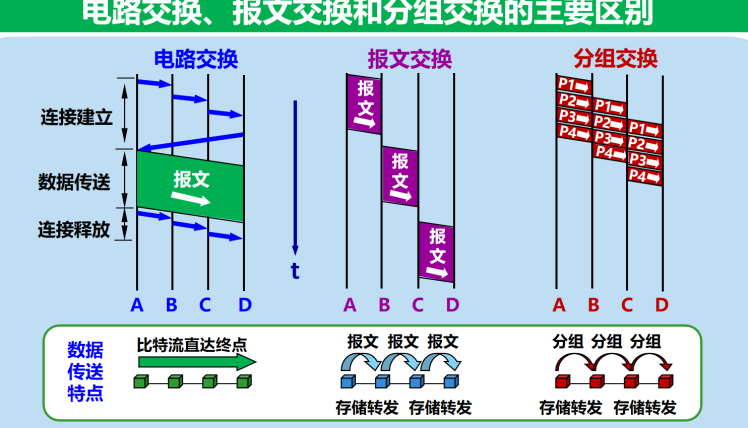 电路交换、报文交换和分组交换的主要区别
电路交换
报文交换
分组交换
连接建立
数据传送
连接释放
报文
t
A B C D
报文
报文
报文
A B C D
P1
P2
P3
P4
P1
P2
P3
P4
P1
P2
P3
P4
A B C D
数据
传送
特点
比特流直达终点
报文 报文 报文
存储转发 存储转发
分组 分组 分组
存储转发 存储转发